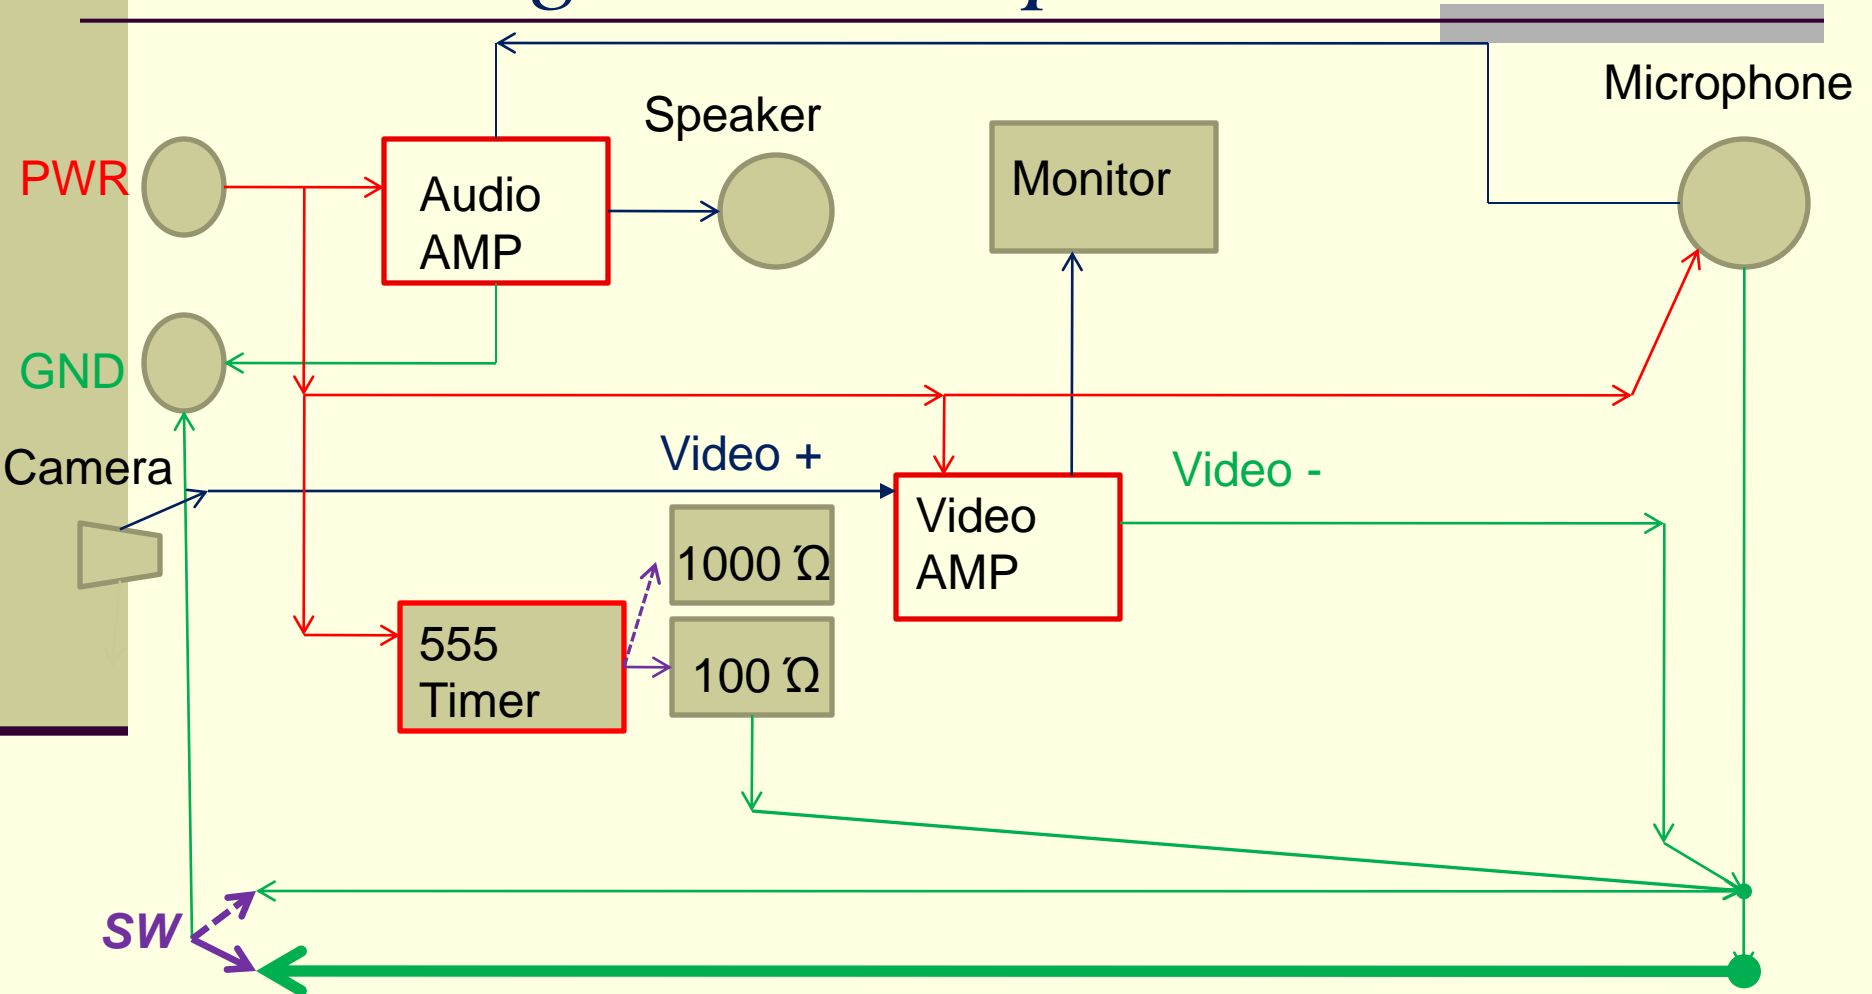 Microphone
Speaker
PWR
Audio
AMP
Monitor
GND
Camera
Video +
Video -
Video
AMP
1000 Ώ
555
Timer
100 Ώ
SW